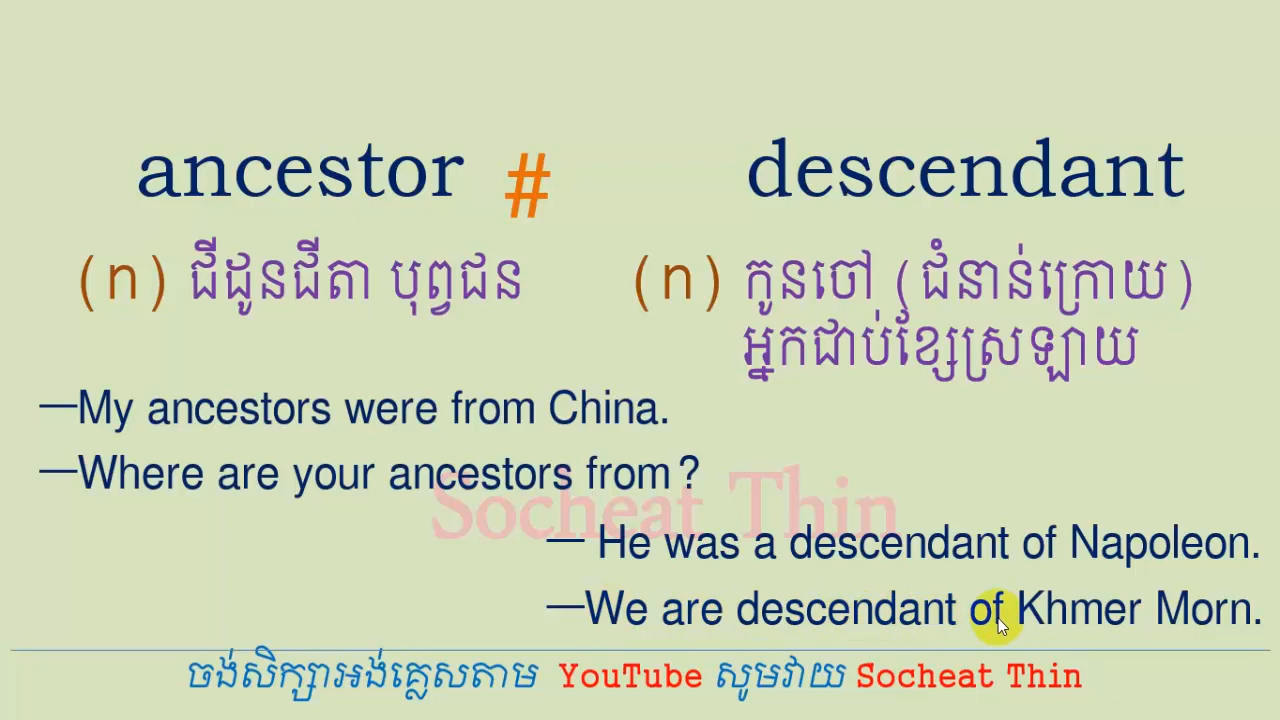 ancestor # descendant
(n) ជីដូនជីតា បុព្វជន
(n) កូនចៅ (ជំនាន់ក្រោយ)
អ្នកជាប់ខ្សែស្រឡាយ
—My ancestors were from China.
—Where are your ancestors from?
Socheat Thin
— He was a descendant of Napoleon.
—We are descendant of Khmer Morn.
ចង់សិក្សាអង់គ្លេសតាម YouTube សូមវាយ Socheat Thin